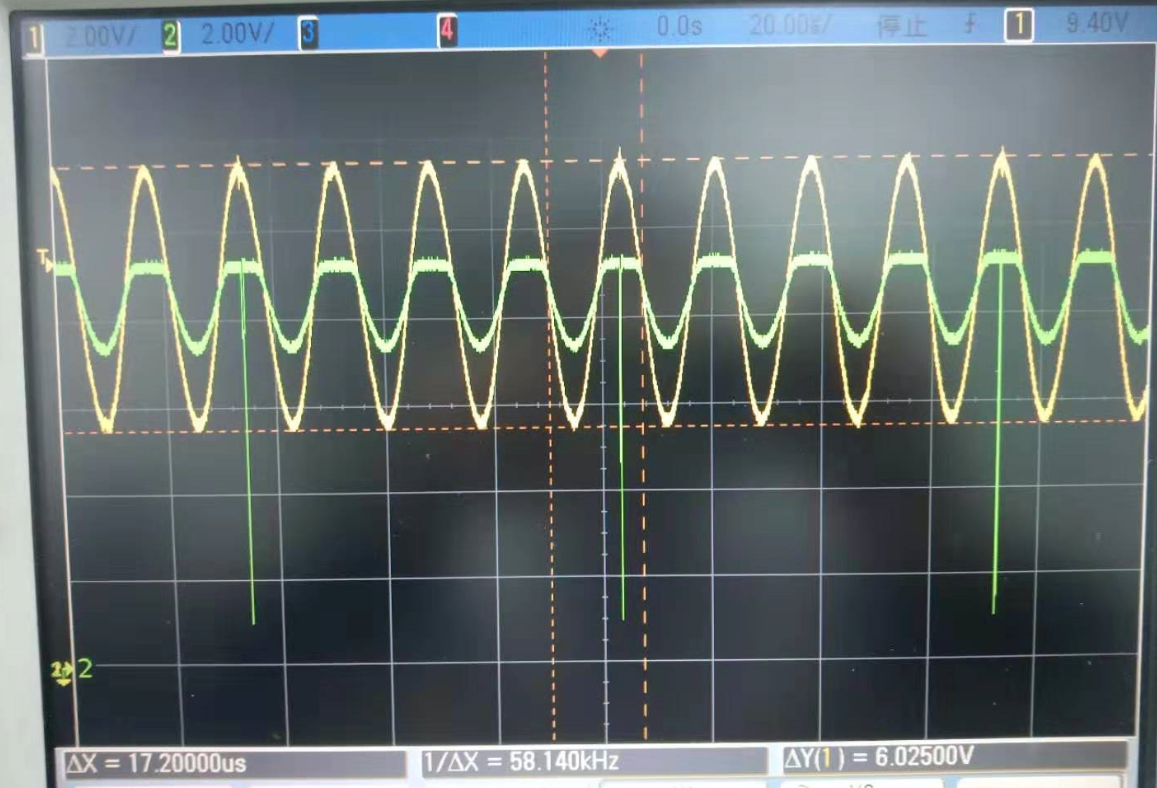 1 2.00V/ 2 2.00V/ 3 4 0.0s 20.00s/ 停止 1 9.40V
T
2
ΔX = 17.20000us 1/ΔX = 58.140kHz ΔY(1) = 6.02500V